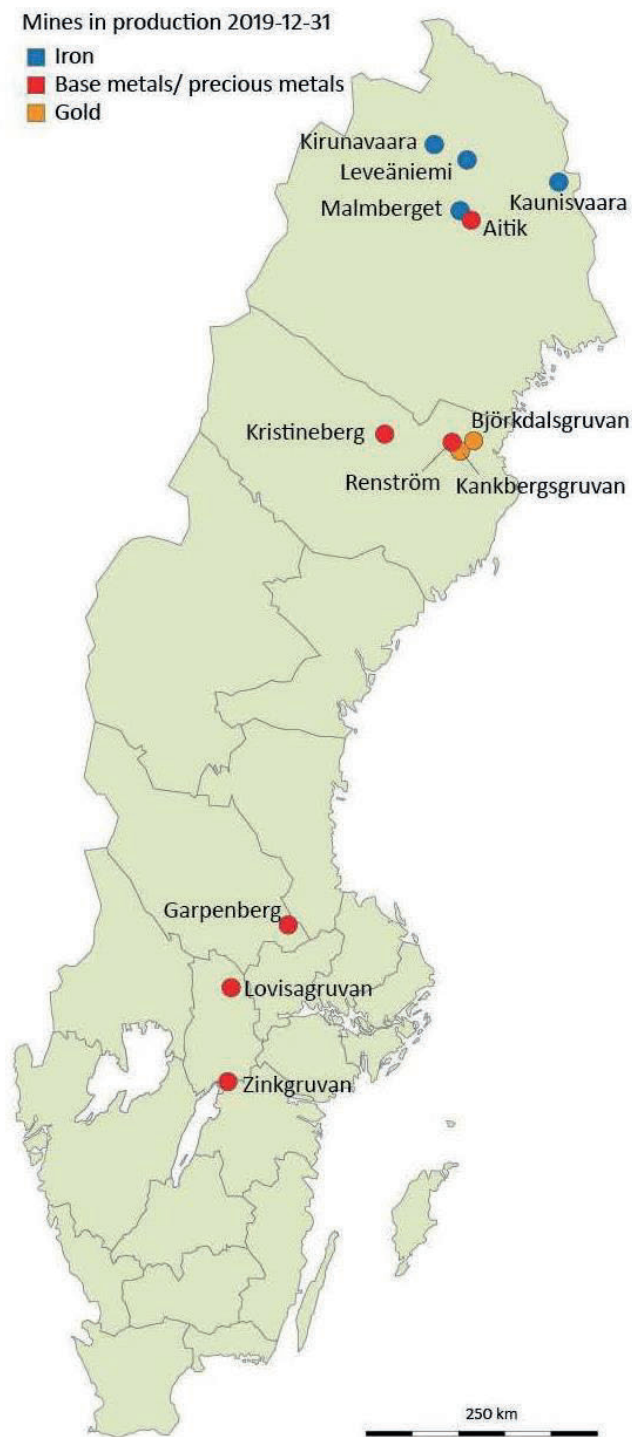 Mines in production 2019-12-31
Iron
Base metals/ precious metals
Gold
Kirunavaara
Leveäniemi
Kaunisvaara
Malmberget
Aitik
Björkdalsgruvan
Kristineberg
Renström
Kankbergsgruvan
Garpenberg
Lovisagruvan
Zinkgruvan
250 km